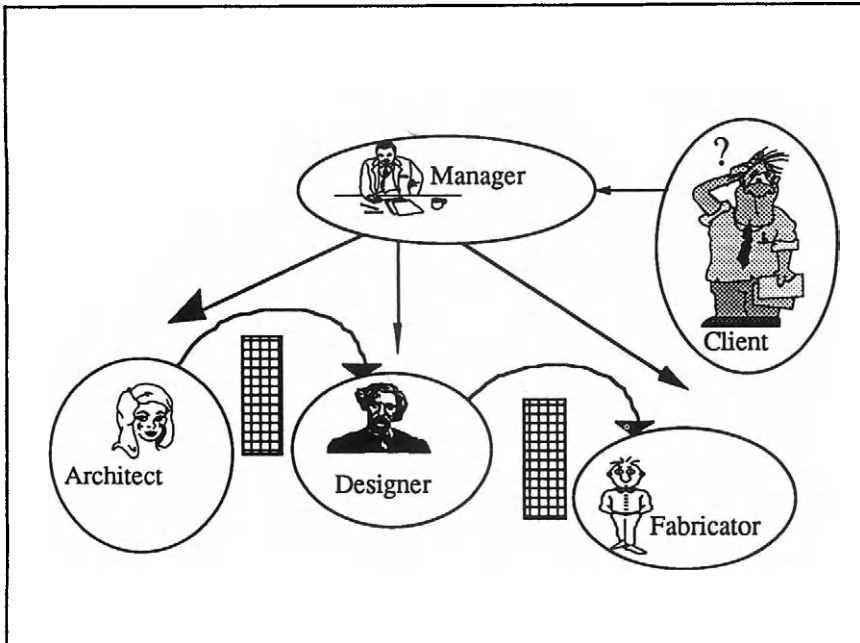 Manager
?
Client
Architect
Designer
Fabricator